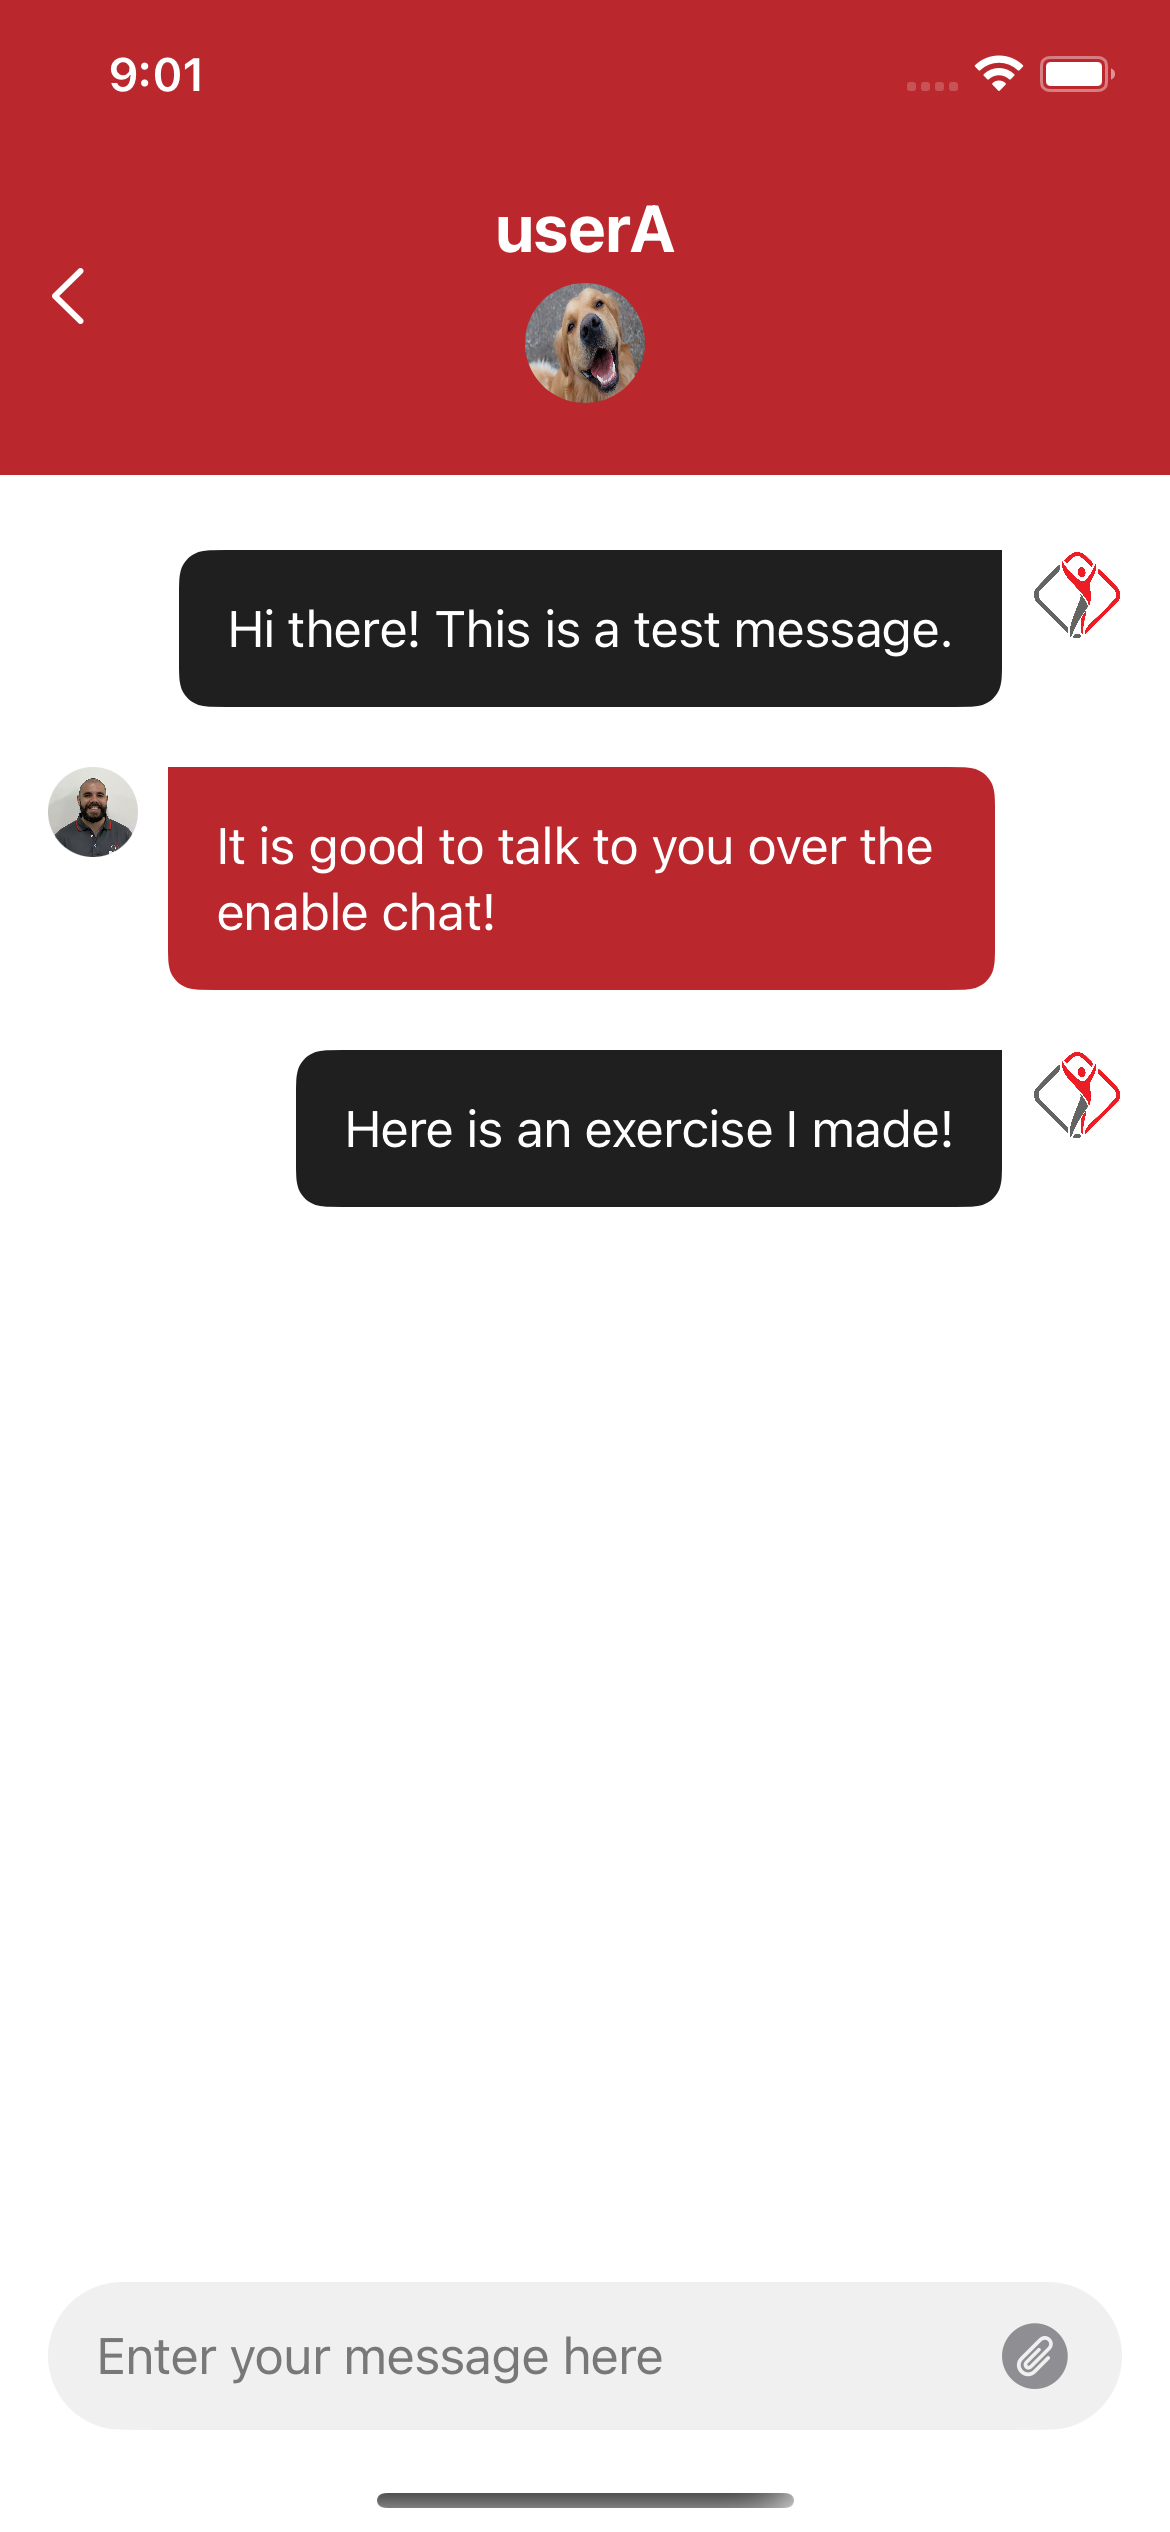 9:01
userA
Hi there! This is a test message.
It is good to talk to you over the
enable chat!
Here is an exercise I made!
Enter your message here